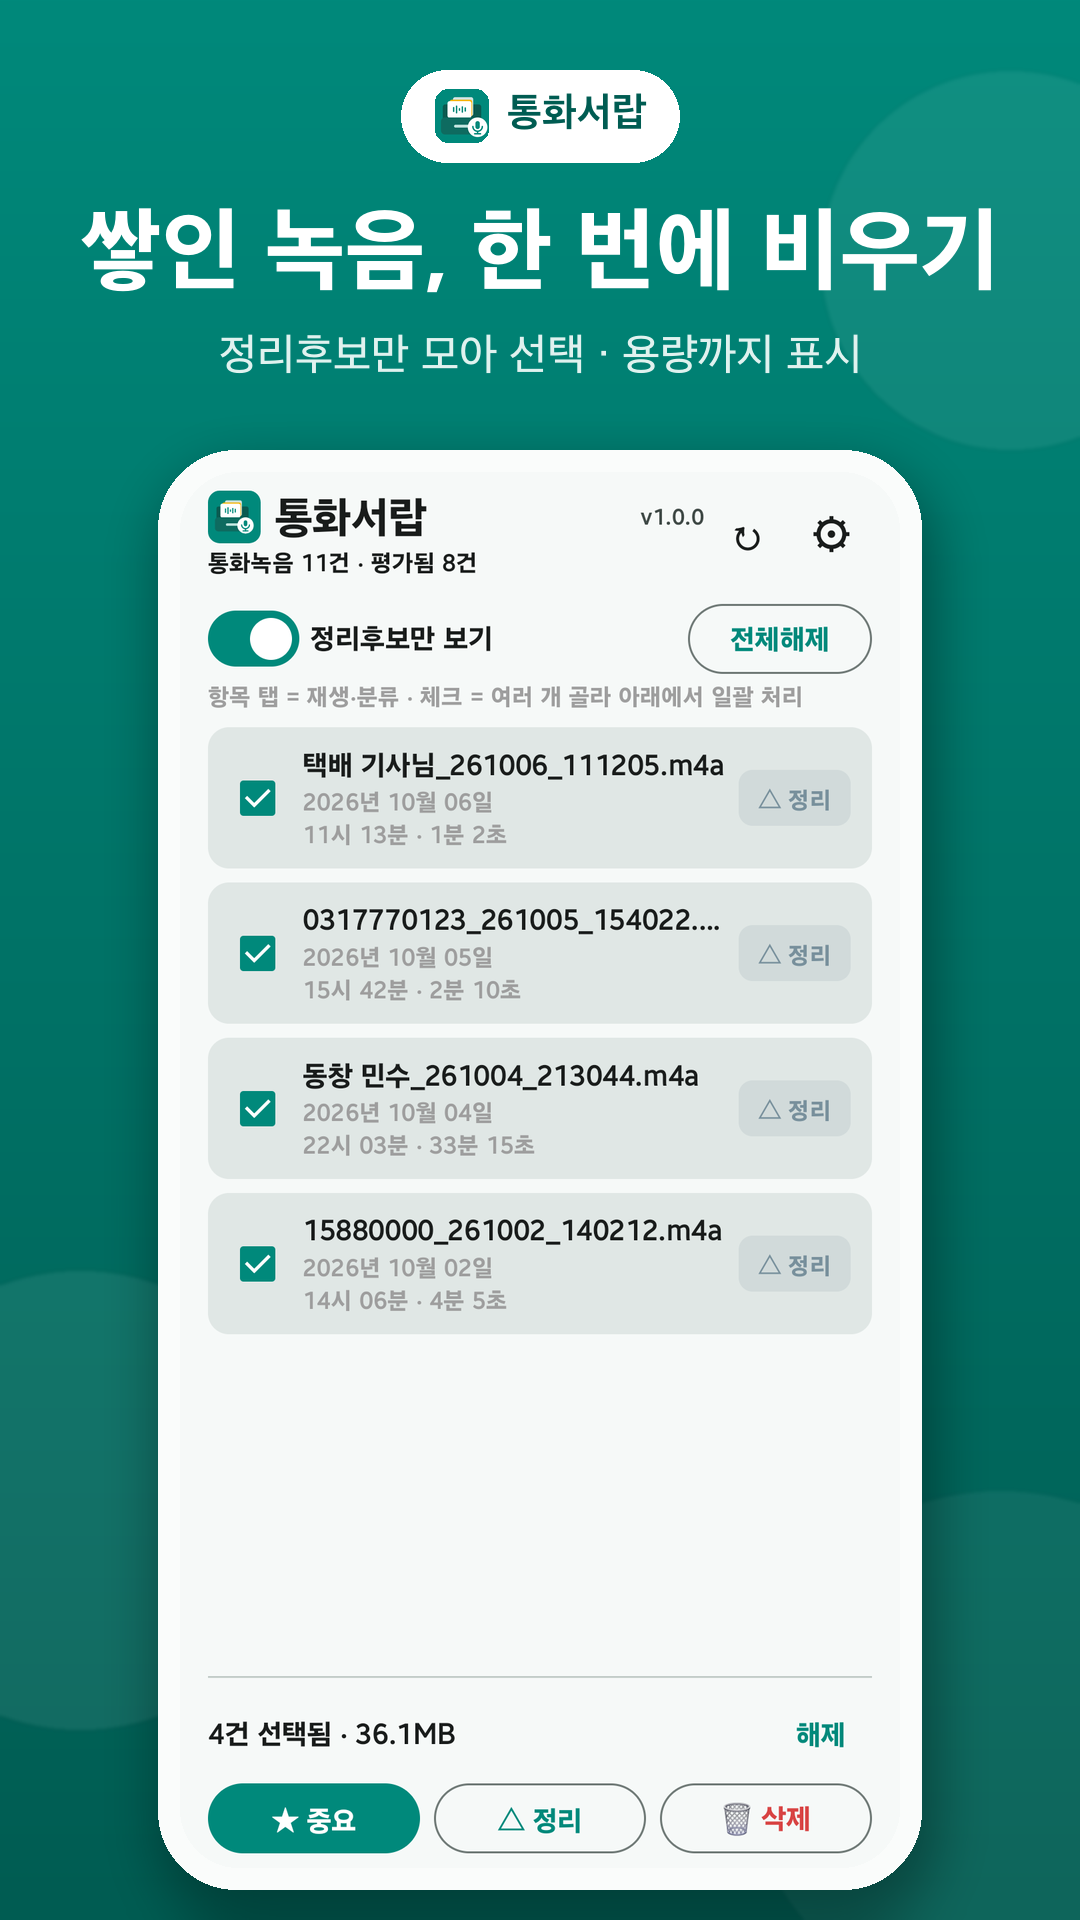 통화서랍
쌓인 녹음, 한 번에 비우기
정리후보만 모아 선택 · 용량까지 표시
통화서랍
v1.0.0
통화녹음 11건 · 평가됨 8건
정리후보만 보기
전체해제
항목 탭 = 재생·분류 · 체크 = 여러 개 골라 아래에서 일괄 처리
택배 기사님_261006_111205.m4a
2026년 10월 06일
11시 13분 · 1분 2초
△ 정리
0317770123_261005_154022....
2026년 10월 05일
15시 42분 · 2분 10초
△ 정리
동창 민수_261004_213044.m4a
2026년 10월 04일
22시 03분 · 33분 15초
△ 정리
15880000_261002_140212.m4a
2026년 10월 02일
14시 06분 · 4분 5초
△ 정리
4건 선택됨 · 36.1MB
해제
★ 중요
△ 정리
🗑 삭제